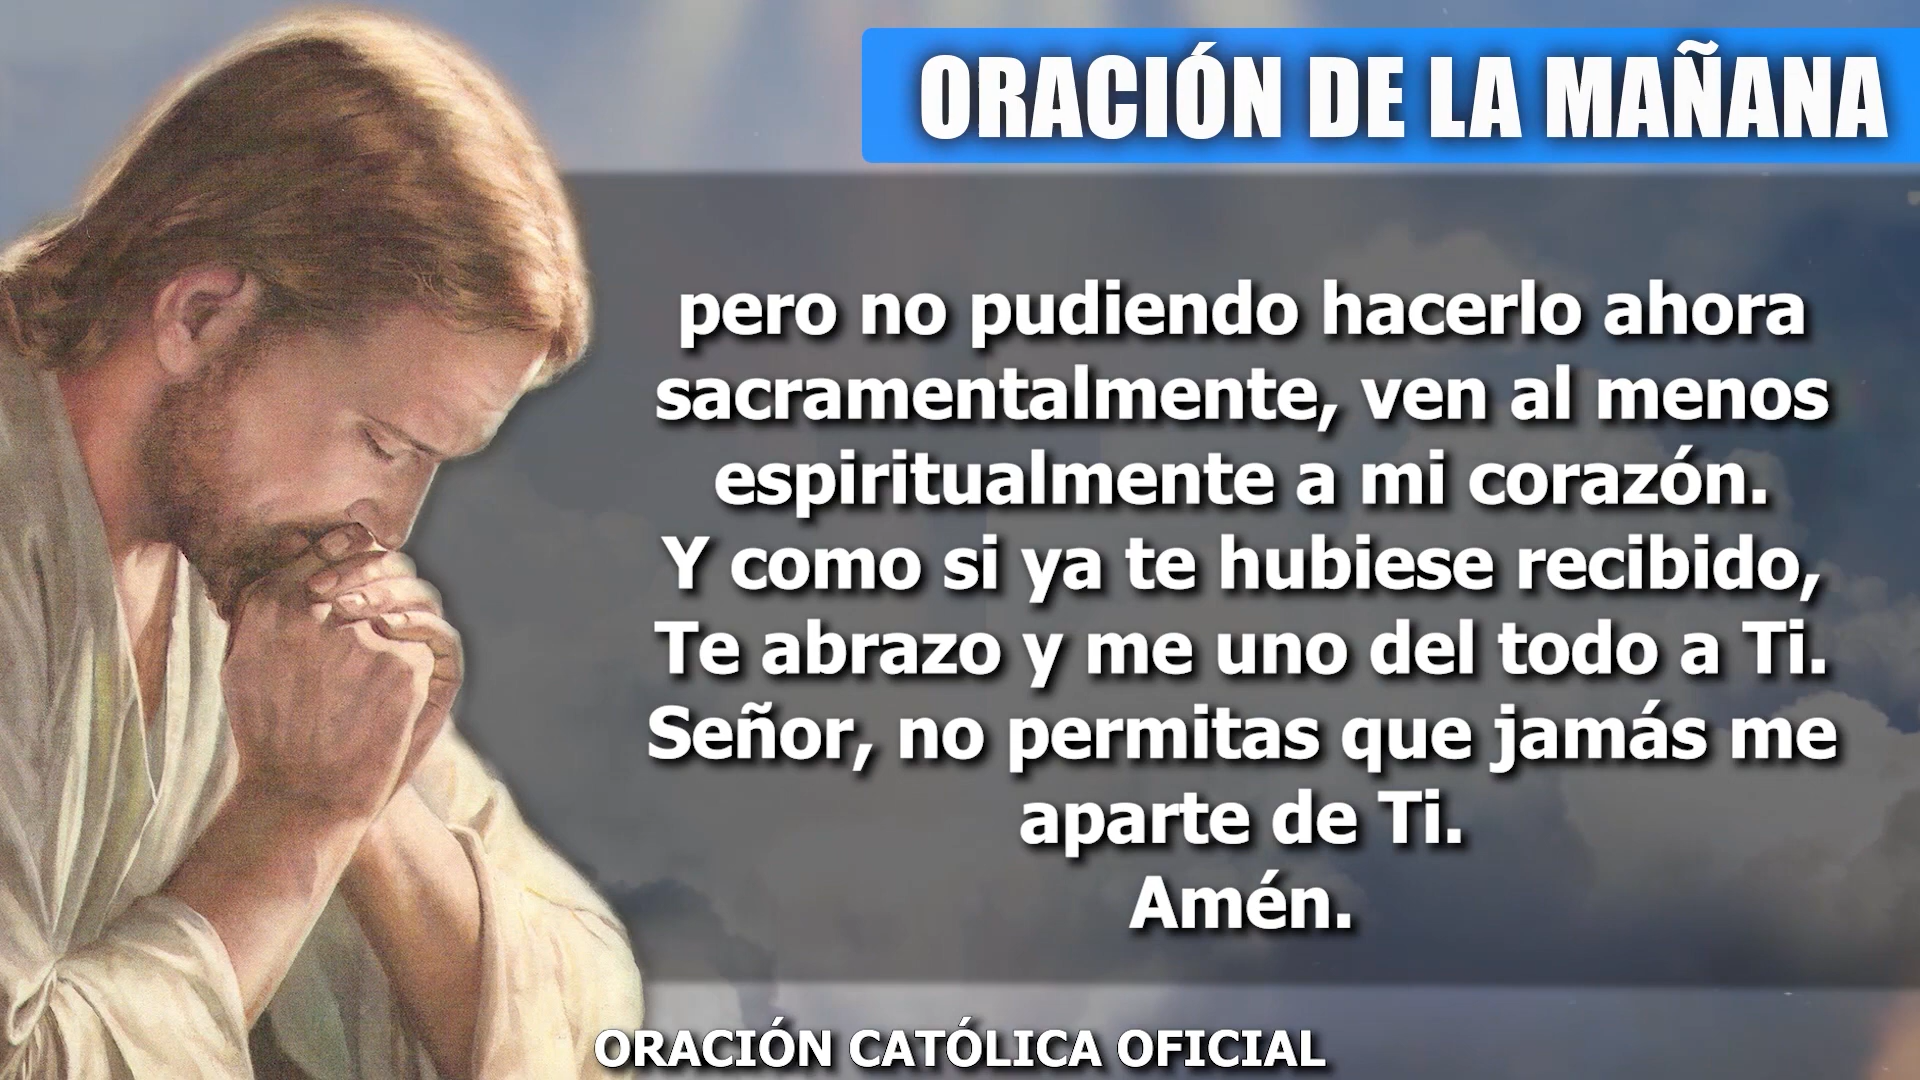 ORACIÓN DE LA MAÑANA
pero no pudiendo hacerlo ahora
sacramentalmente, ven al menos
espiritualmente a mi corazón.
Y como si ya te hubiese recibido,
Te abrazo y me uno del todo a Ti.
Señor, no permitas que jamás me
aparte de Ti.
Amén.
ORACIÓN CATÓLICA OFICIAL